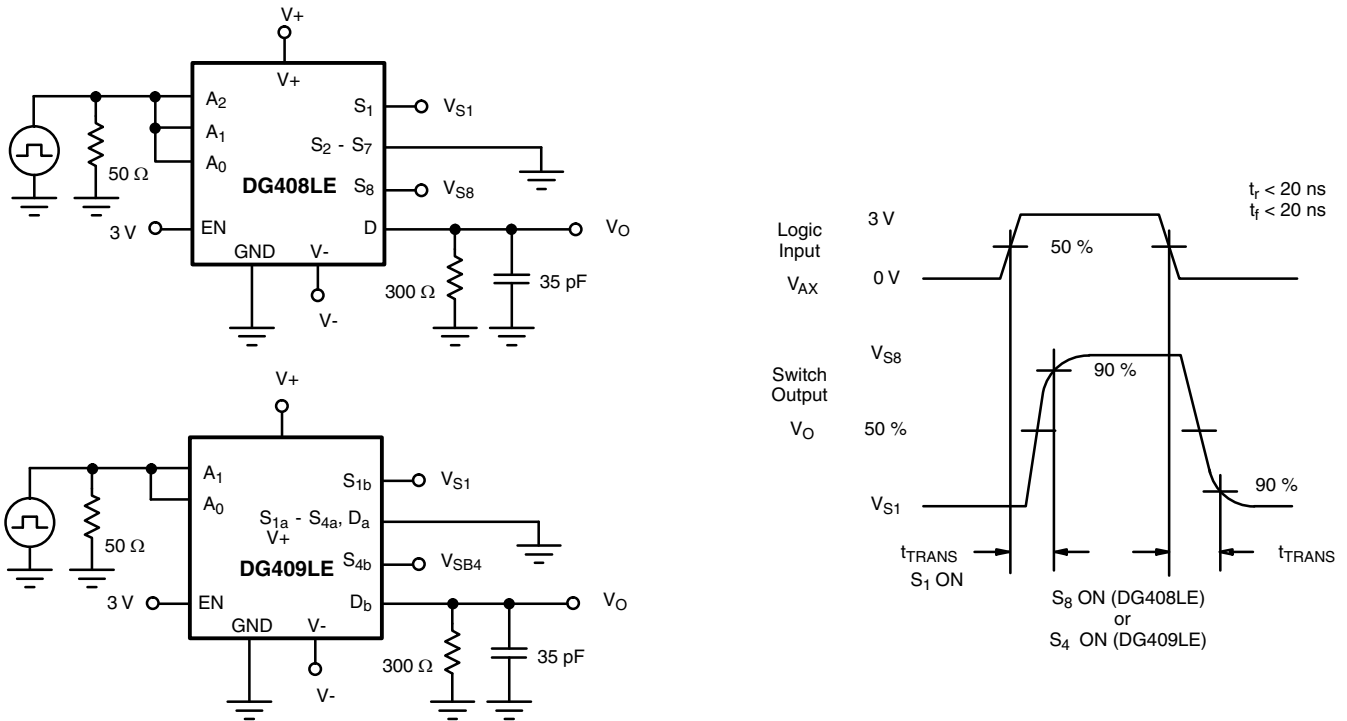 V+
V+
A2
A1
A0
50 Ω
DG408LE
S1
VS1
S2 - S7
S8
VS8
3 V
EN
D
VO
GND
V-
V-
300 Ω
35 pF
V+
A1
A0
50 Ω
S1b
VS1
S1a - S4a, Da
V+
DG409LE
S4b
VSB4
3 V
EN
Db
VO
GND
V-
V-
300 Ω
35 pF
tr < 20 ns
tf < 20 ns
Logic
Input
VAX
3 V
50 %
0 V
Switch
Output
VO
VS8
90 %
50 %
VS1
90 %
tTRANS
tTRANS
S1 ON
S8 ON (DG408LE)
or
S4 ON (DG409LE)